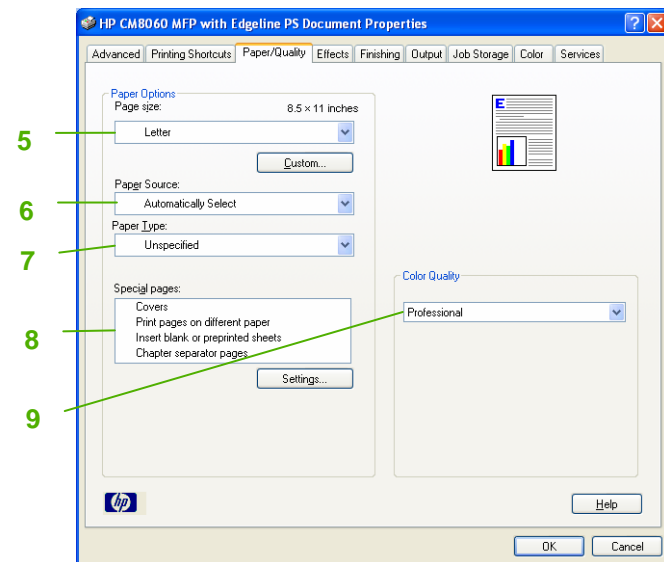 HP CM8060 MFP with Edgeline PS Document Properties
Advanced Printing Shortcuts Paper/Quality Effects Finishing Output Job Storage Color Services
Paper Options
Page size: 8.5 × 11 inches
5 Letter
Custom...
Paper Source:
6 Automatically Select
Paper Type:
7 Unspecified
Special pages:
8 Covers
Print pages on different paper
Insert blank or preprinted sheets
Chapter separator pages
Settings...
E
Color Quality
9 Professional
hp
Help
OK Cancel